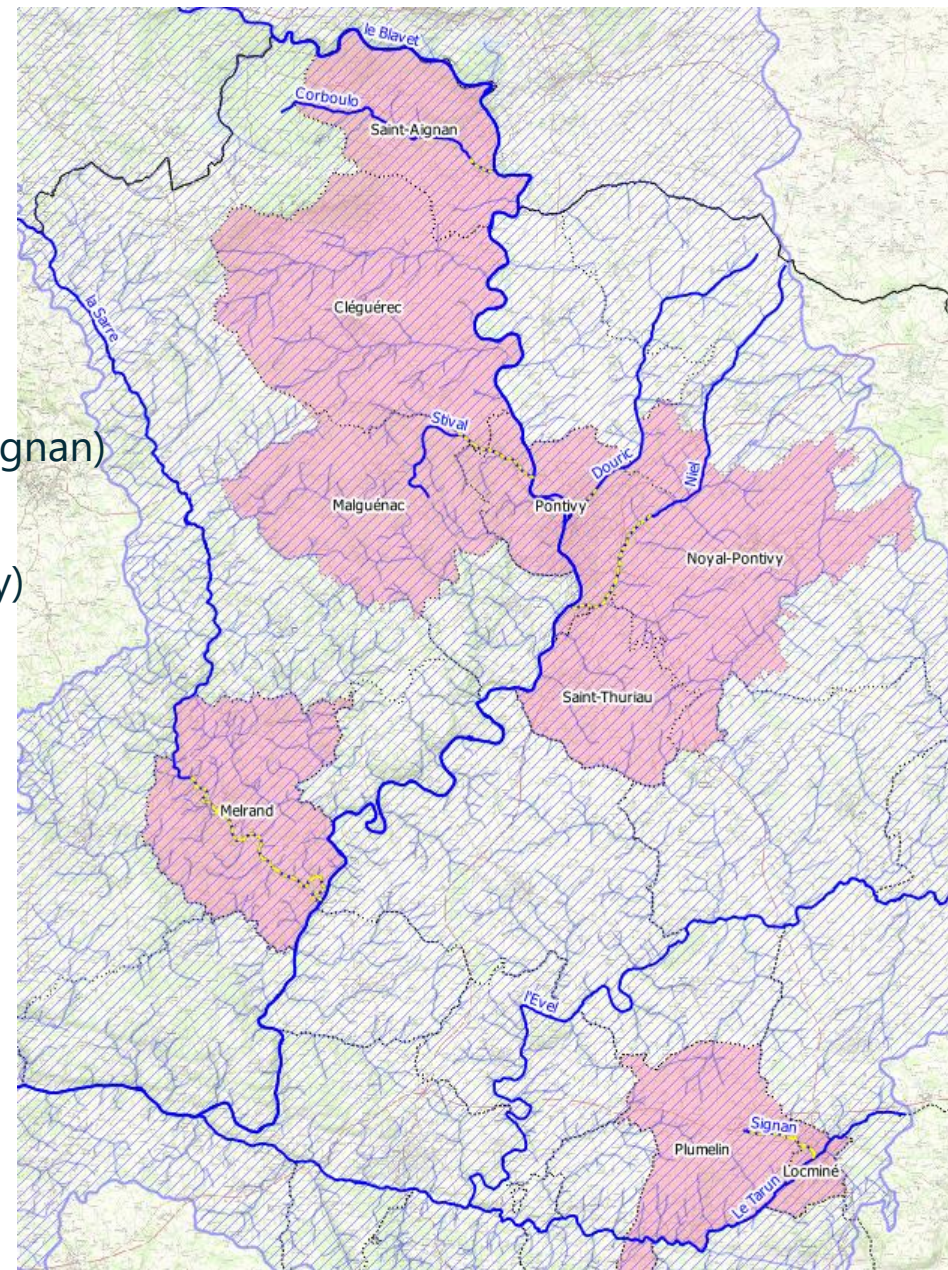 le Blavet
Corboulo
Saint-Aignan
la Sarre
Cléguérec
Stival
gnan)
Douric
Niel
Malguénac
Pontivy
Noyal-Pontivy
y)
Saint-Thuriau
Melrand
l'Evel
Signan
Plumelin
Locminé
Le Tarun